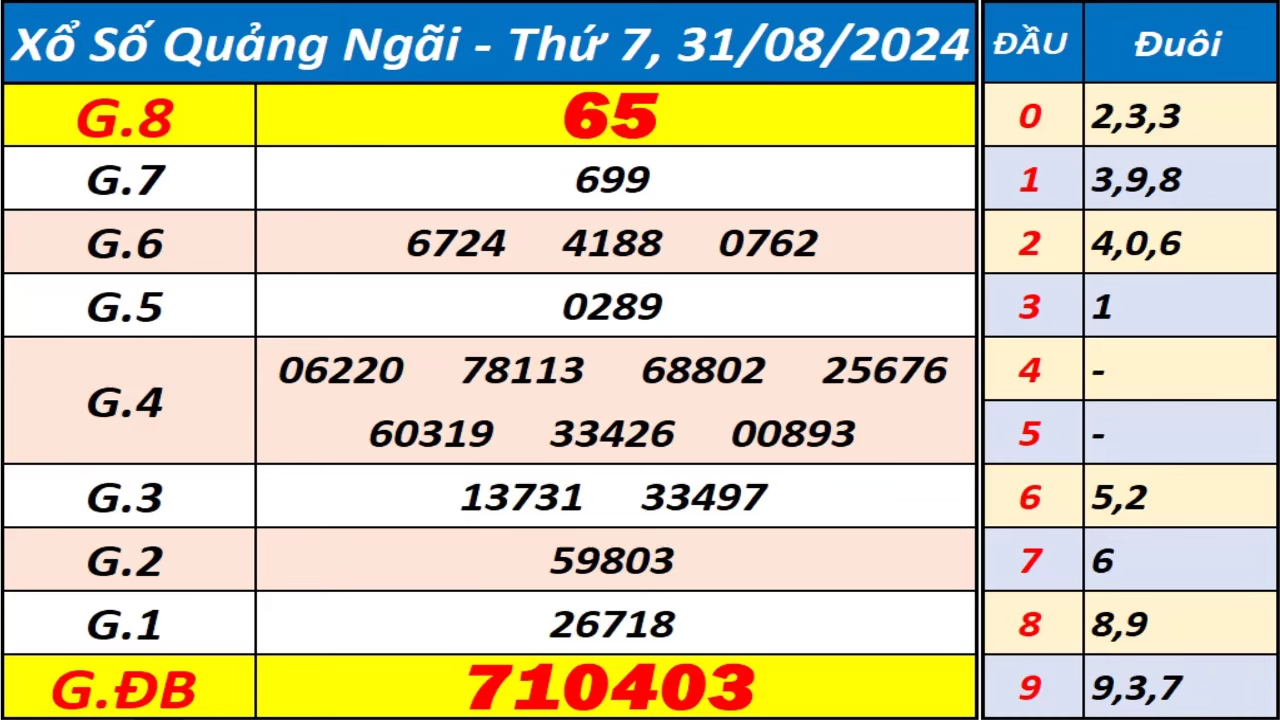 Xổ Số Quảng Ngãi - Thứ 7, 31/08/2024 ĐẦU Đuôi
G.8 65 0 2,3,3
G.7 699 1 3,9,8
G.6 6724 4188 0762 2 4,0,6
G.5 0289 3 1
G.4 06220 78113 68802 25676 4 -
60319 33426 00893 5 -
G.3 13731 33497 6 5,2
G.2 59803 7 6
G.1 26718 8 8,9
G.ĐB 710403 9 9,3,7